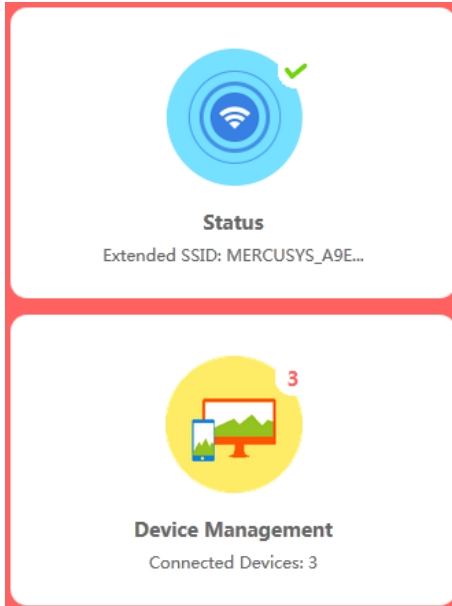 Status
Extended SSID: MERCUSYS_A9E...
3
Device Management
Connected Devices: 3